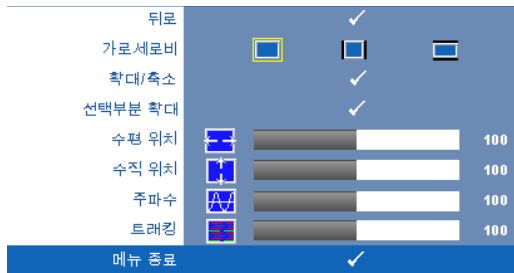 뒤로
가로세로비
확대/축소
선택부분 확대
수평 위치 100
수직 위치 100
주파수 100
트래킹 100
메뉴 종료